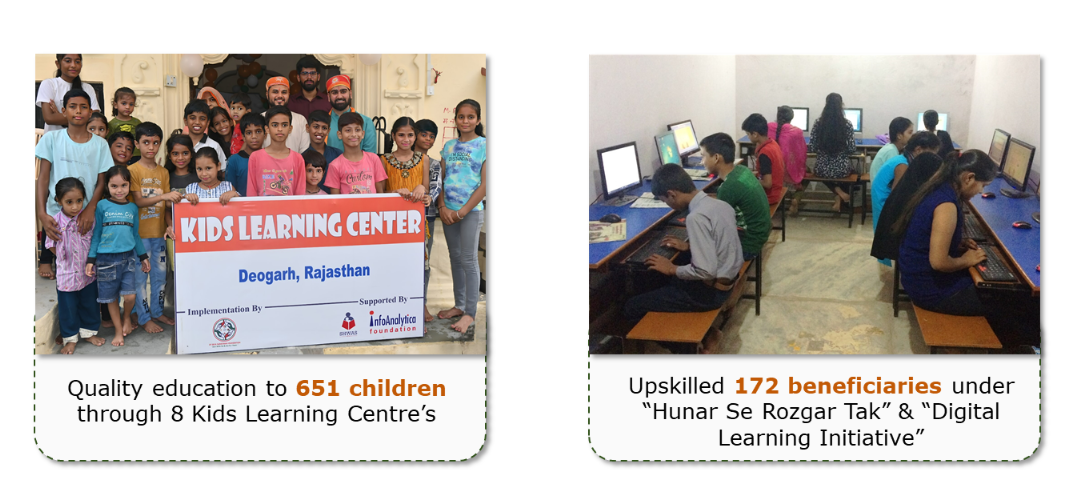 KIDS LEARNING CENTER
Deogarh, Rajasthan
Implementation By
Supported By
InfoAnalytica
foundation
Quality education to 651 children
through 8 Kids Learning Centre’s
Upskilled 172 beneficiaries under
“Hunar Se Rozgar Tak” & “Digital
Learning Initiative”